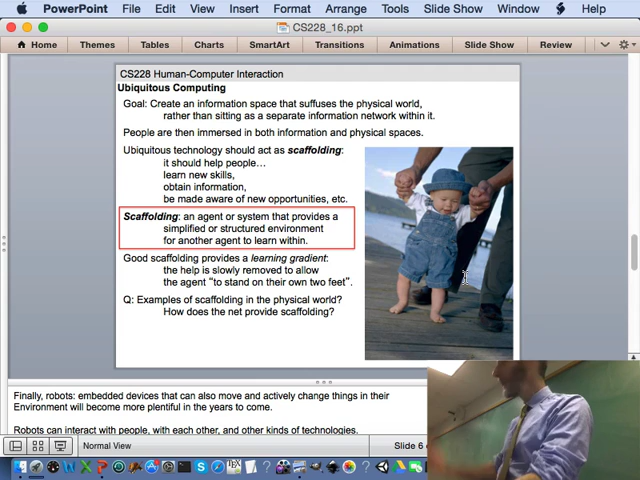 PowerPoint File Edit View Insert Format Arrange Tools Slide Show Window Help
CS228_16.ppt
Home Themes Tables Charts SmartArt Transitions Animations Slide Show Review
CS228 Human-Computer Interaction
Ubiquitous Computing
Goal: Create an information space that suffuses the physical world,
rather than sitting as a separate information network within it.
People are then immersed in both information and physical spaces.
Ubiquitous technology should act as scaffolding:
it should help people…
learn new skills,
obtain information,
be made aware of new opportunities, etc.
Scaffolding: an agent or system that provides a
simplified or structured environment
for another agent to learn within.
Good scaffolding provides a learning gradient:
the help is slowly removed to allow
the agent “to stand on their own two feet”.
Q: Examples of scaffolding in the physical world?
How does the net provide scaffolding?
Finally, robots: embedded devices that can also move and actively change things in their
Environment will become more plentiful in the years to come.
Robots can interact with people, with each other, and other kinds of technologies.
Normal View Slide 6